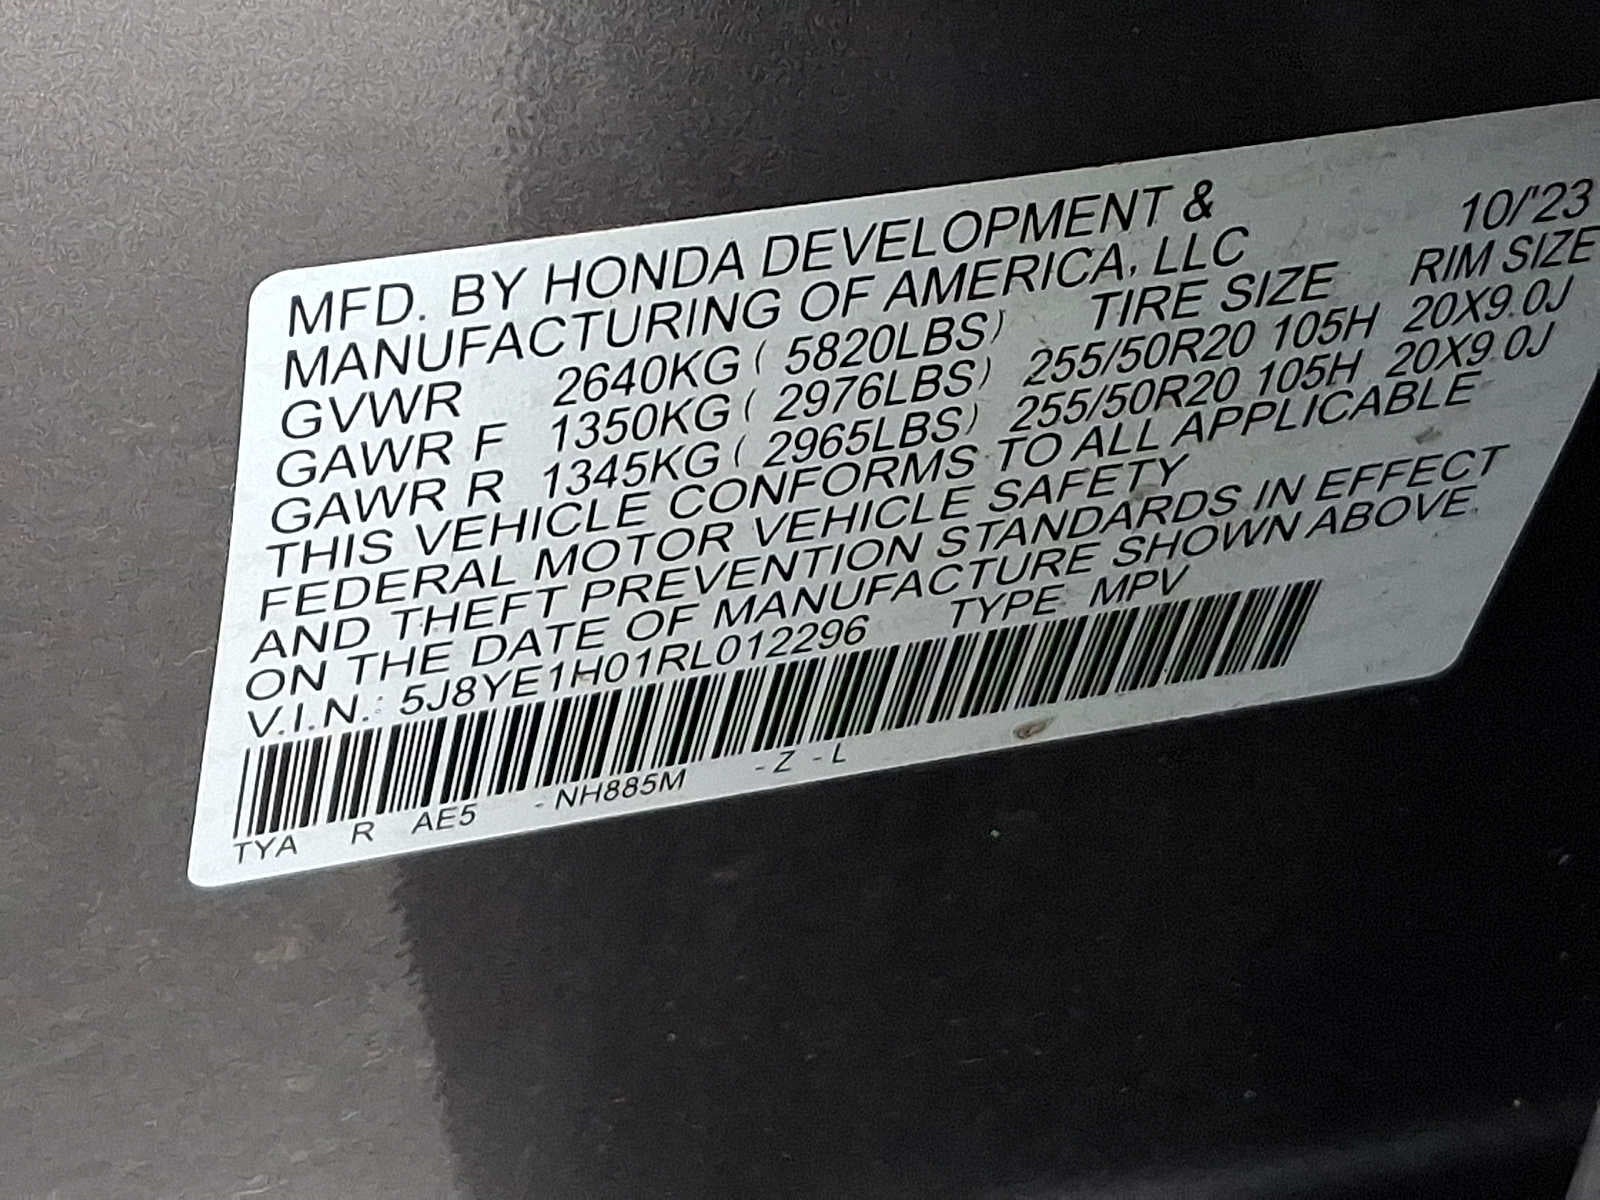 10/'23
MFD. BY HONDA DEVELOPMENT &
MANUFACTURING OF AMERICA, LLC
TIRE SIZE RIM SIZE
GVWR 2640KG ( 5820LBS)
GAWR F 1350KG ( 2976LBS) 255/50R20 105H 20X9.0J
GAWR R 1345KG ( 2965LBS) 255/50R20 105H 20X9.0J
THIS VEHICLE CONFORMS TO ALL APPLICABLE
FEDERAL MOTOR VEHICLE SAFETY
AND THEFT PREVENTION STANDARDS IN EFFECT
ON THE DATE OF MANUFACTURE SHOWN ABOVE.
V.I.N.: 5J8YE1H01RL012296 TYPE MPV
TYA R AE5 - NH885M - Z - L